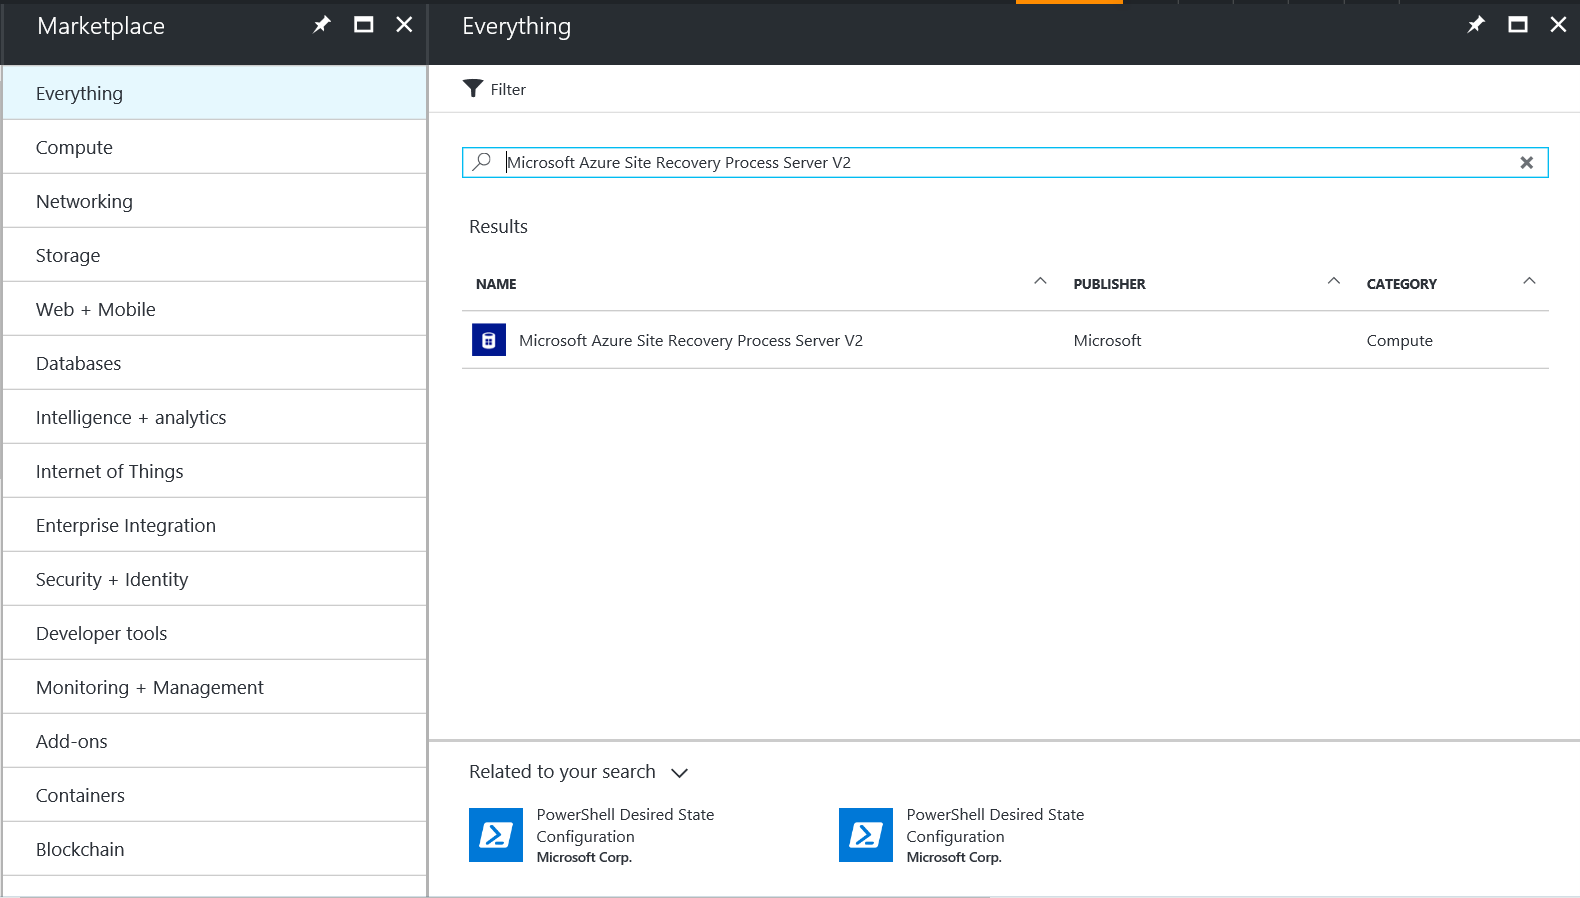 Marketplace
Everything
Compute
Networking
Storage
Web + Mobile
Databases
Intelligence + analytics
Internet of Things
Enterprise Integration
Security + Identity
Developer tools
Monitoring + Management
Add-ons
Containers
Blockchain
Everything
Filter
Microsoft Azure Site Recovery Process Server V2
Results
NAME PUBLISHER CATEGORY
Microsoft Azure Site Recovery Process Server V2 Microsoft Compute
Related to your search
PowerShell Desired State
Configuration
Microsoft Corp.
PowerShell Desired State
Configuration
Microsoft Corp.